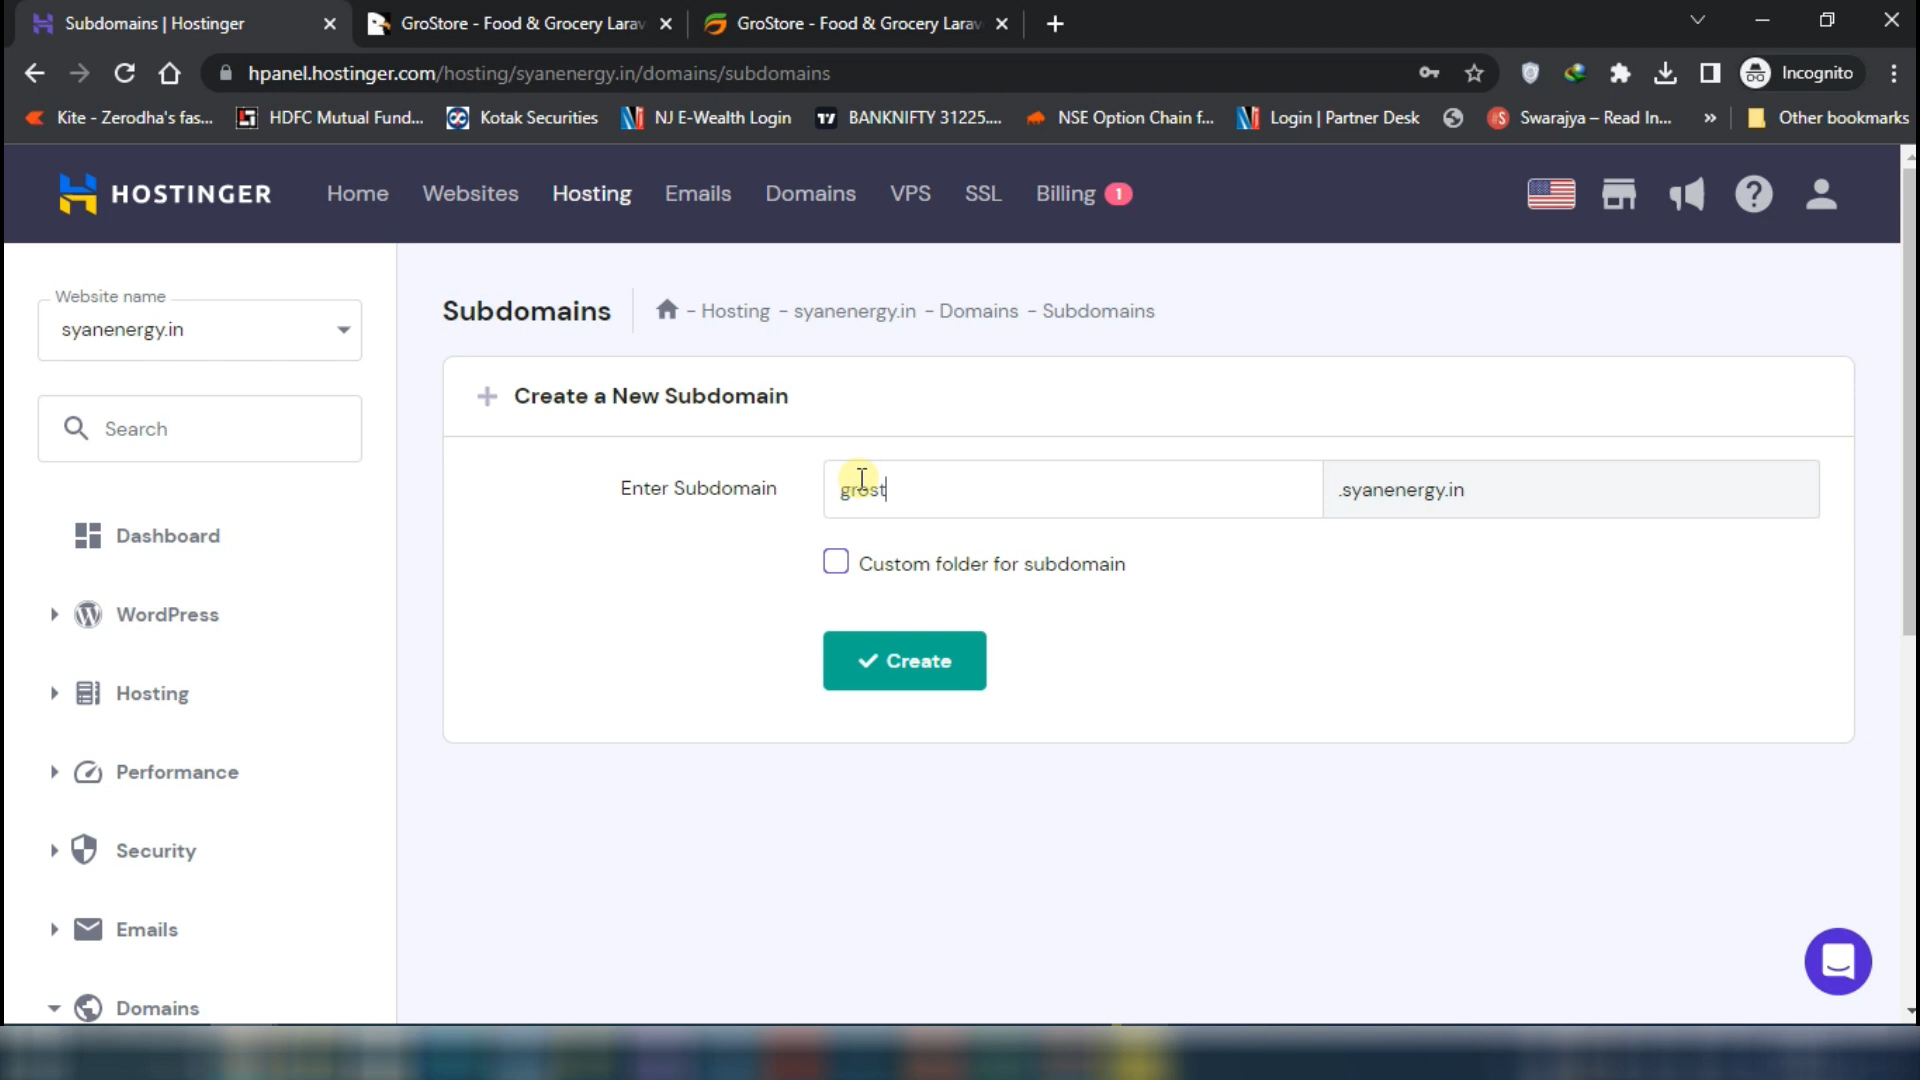 Subdomains | Hostinger
GroStore - Food & Grocery Larav
GroStore - Food & Grocery Larav
hpanel.hostinger.com/hosting/syanenergy.in/domains/subdomains
Incognito
Kite - Zerodha's fas...
HDFC Mutual Fund...
Kotak Securities
NJ E-Wealth Login
BANKNIFTY 31225....
NSE Option Chain f...
Login | Partner Desk
Swarajya – Read In...
»
Other bookmarks
HOSTINGER
Home
Websites
Hosting
Emails
Domains
VPS
SSL
Billing 1
Website name
syanenergy.in
Search
Dashboard
WordPress
Hosting
Performance
Security
Emails
Domains
Subdomains
- Hosting - syanenergy.in - Domains - Subdomains
Create a New Subdomain
Enter Subdomain
grost
.syanenergy.in
Custom folder for subdomain
Create